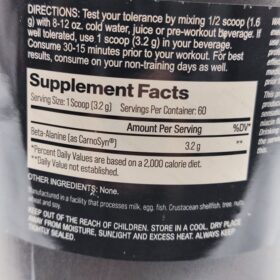 DIRECTIONS: Test your tolerance by mixing 1/2 scoop (1.6
g) with 8-12 oz. cold water, juice or pre-workout beverage. If
well tolerated, use 1 scoop (3.2 g) in your beverage.
Consume 30-15 minutes prior to your workout. For best
results, consume on your non-training days as well.
Supplement Facts
Serving Size: 1 Scoop (3.2 g) Servings Per Container: 60
Amount Per Serving %DV*
Beta-Alanine (as CarnoSyn®) 3.2 g **
*Percent Daily Values are based on a 2,000 calorie diet.
**Daily Value not established.
OTHER INGREDIENTS: None.
Manufactured in a facility that processes milk, egg, fish, Crustacean shellfish, tree, nuts,
wheat and soy.
KEEP OUT OF THE REACH OF CHILDREN. STORE IN A COOL, DRY PLACE
AWAY FROM MOISTURE, SUNLIGHT AND EXCESS HEAT. ALWAYS KEEP
TIGHTLY SEALED.